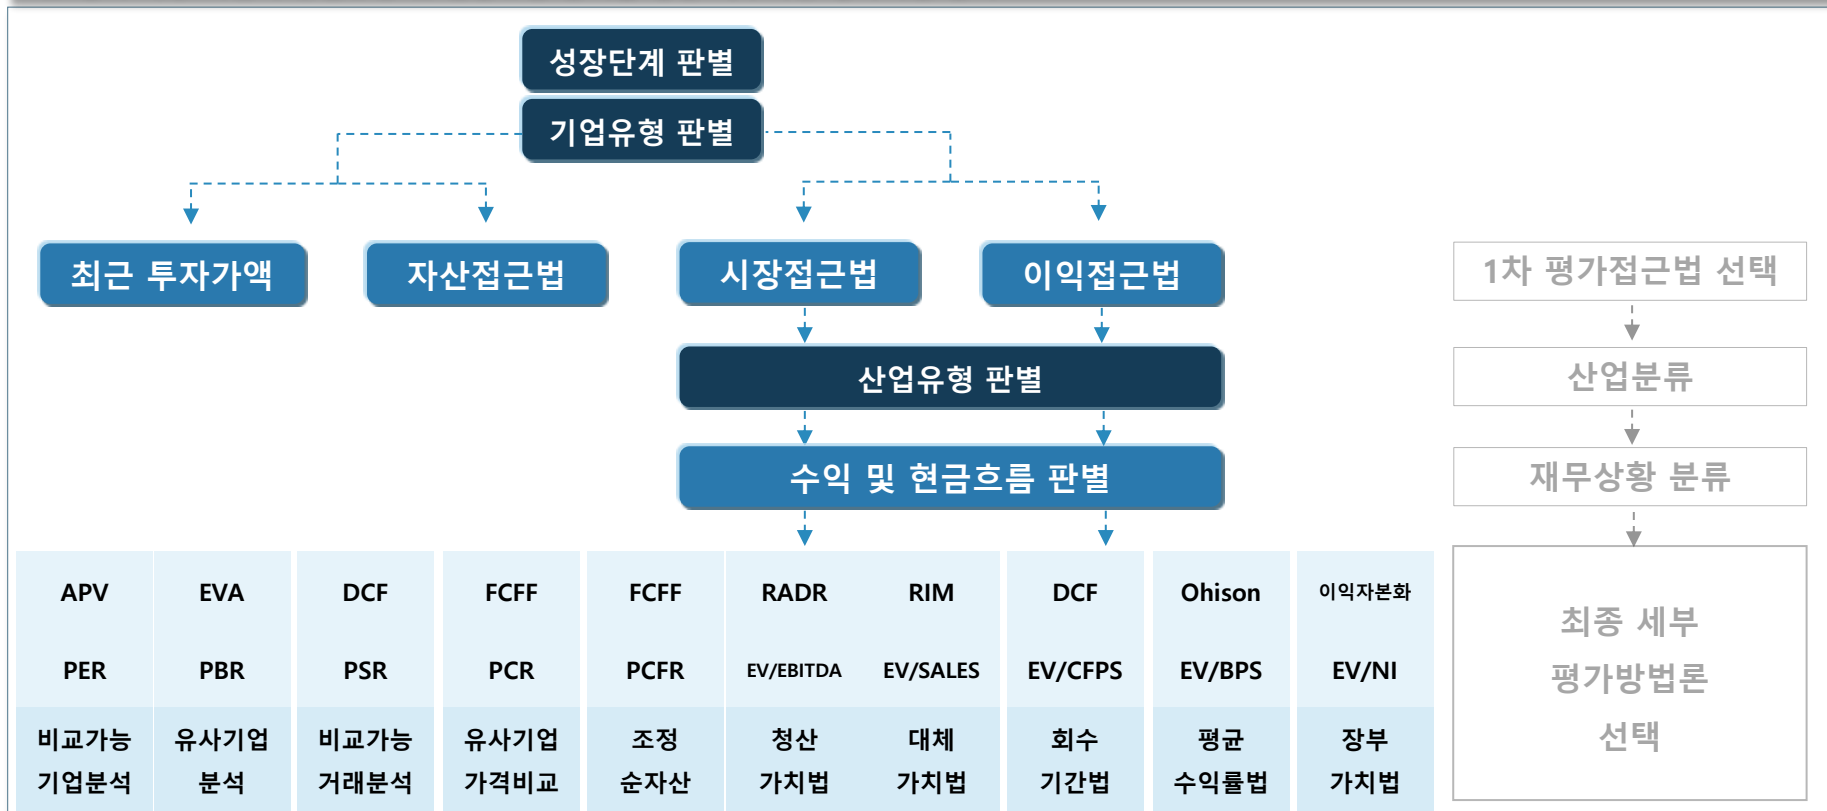 성장단계 판별
기업유형 판별
최근 투자가액
자산접근법
시장접근법
이익접근법
1차 평가접근법 선택
산업유형 판별
산업분류
수익 및 현금흐름 판별
재무상황 분류
APV EVA DCF FCFF FCFF RADR RIM DCF Ohison 이익자본화
PER PBR PSR PCR PCFR EV/EBITDA EV/SALES EV/CFPS EV/BPS EV/NI
비교가능 유사기업 비교가능 유사기업 조정 청산 대체 회수 평균 장부
기업분석 분석 거래분석 가격비교 순자산 가치법 가치법 기간법 수익률법 가치법
최종 세부
평가방법론
선택